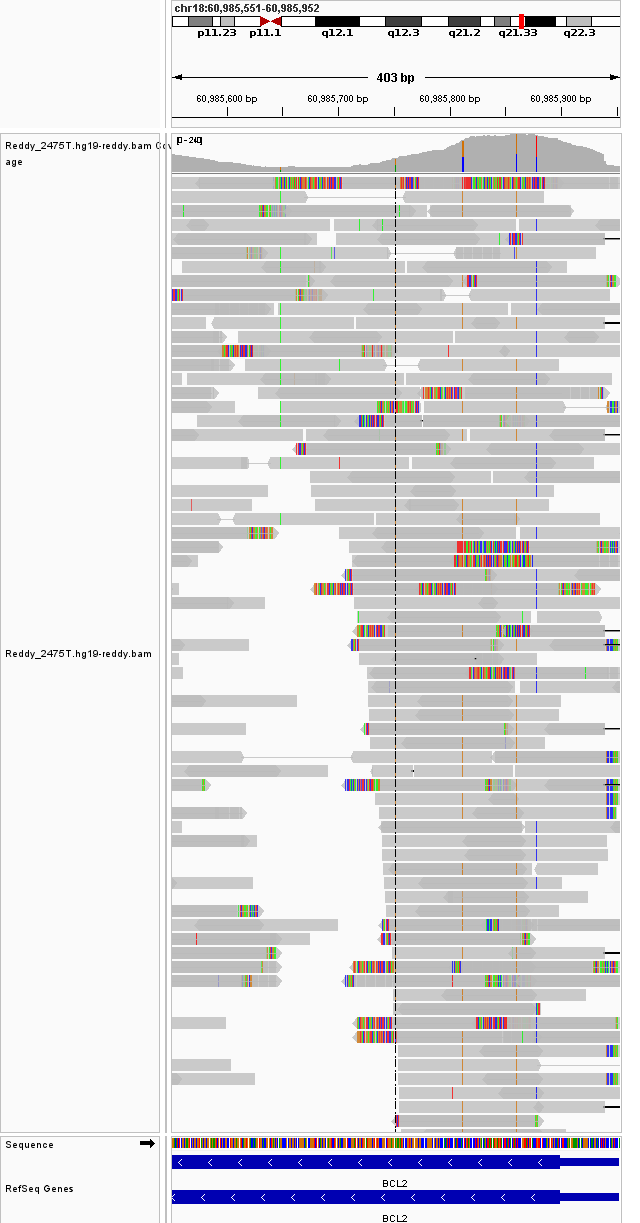 chr18:60,985,551-60,985,952
p11.23 p11.1 q12.1 q12.3 q21.2 q21.33 q22.3
403 bp
60,985,600 bp 60,985,700 bp 60,985,800 bp 60,985,900 bp
Reddy_2475T.hg19-reddy.bam
age
Reddy_2475T.hg19-reddy.bam
Sequence
BCL2
RefSeq Genes
BCL2